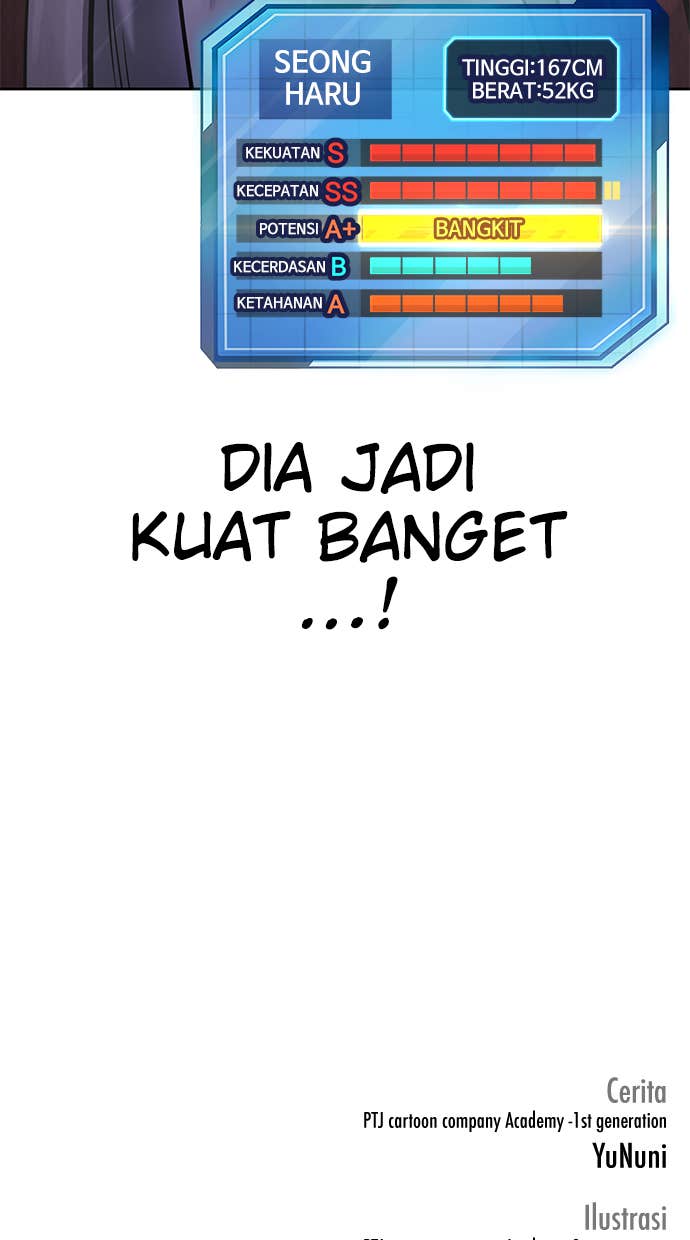 SEONG
HARU
TINGGI:167CM
BERAT:52KG
KEKUATAN S
KECEPATAN SS
POTENSI A+ BANGKIT
KECERDASAN B
KETAHANAN A
DIA JADI
KUAT BANGET
...!
Cerita
PTJ cartoon company Academy -1st generation
YuNuni
Ilustrasi